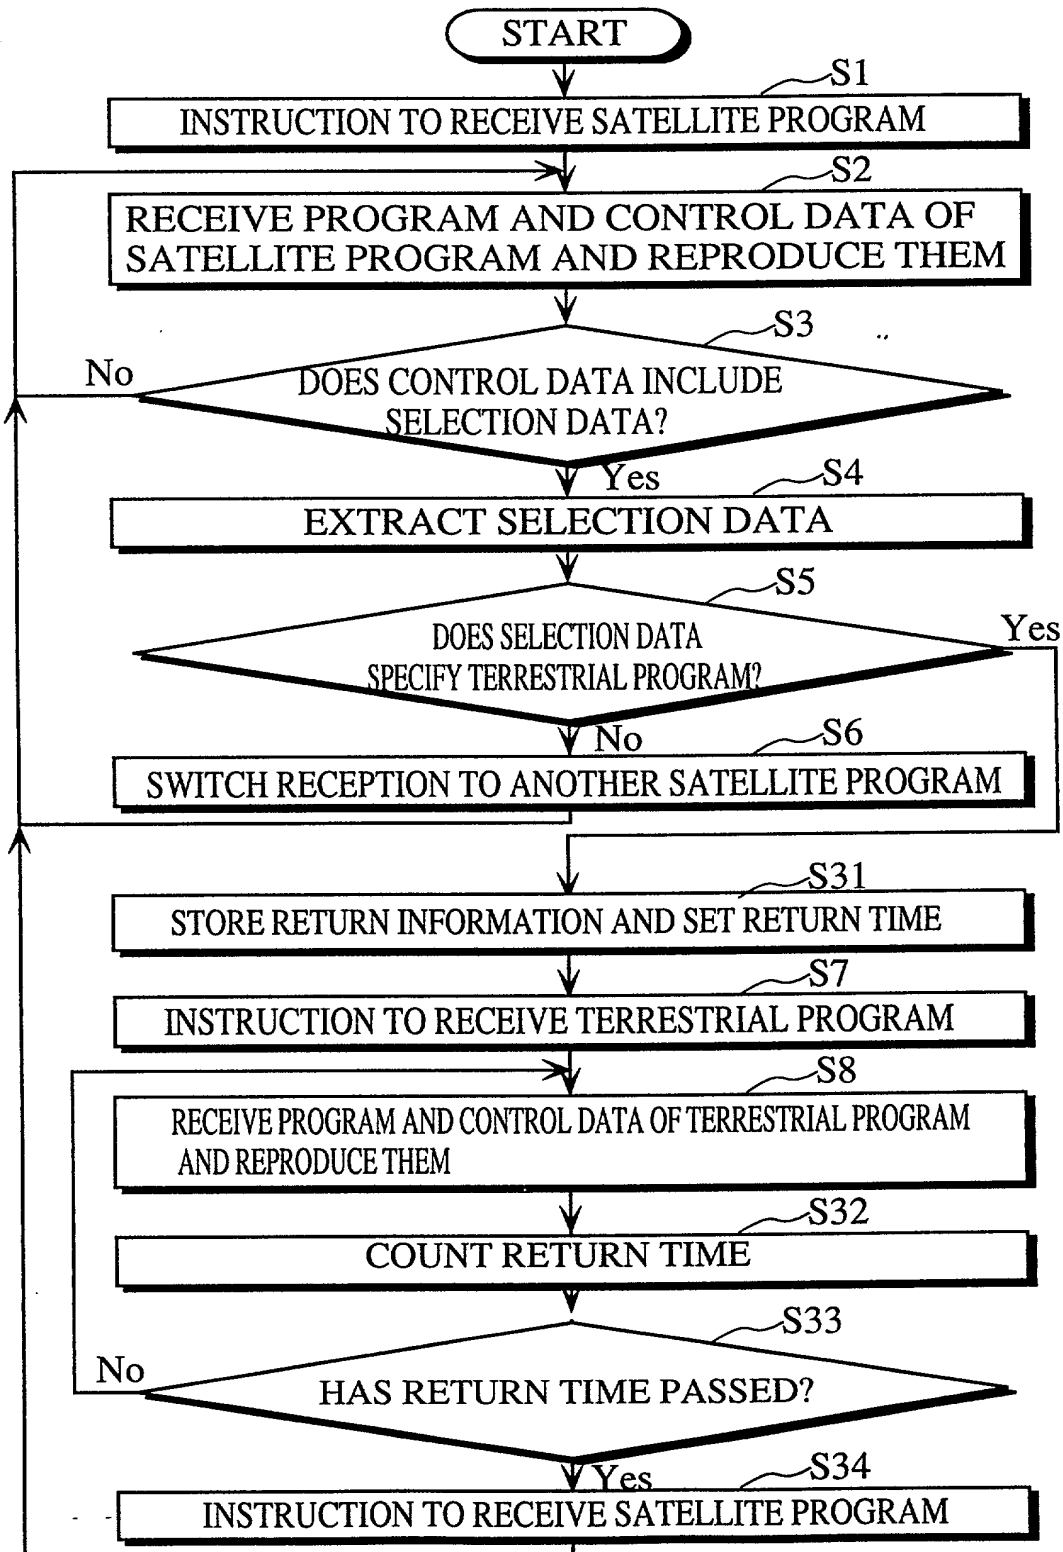 START
S1
INSTRUCTION TO RECEIVE SATELLITE PROGRAM
S2
RECEIVE PROGRAM AND CONTROL DATA OF
SATELLITE PROGRAM AND REPRODUCE THEM
S3
No
DOES CONTROL DATA INCLUDE
SELECTION DATA?
Yes
S4
EXTRACT SELECTION DATA
S5
Yes
DOES SELECTION DATA
SPECIFY TERRESTRIAL PROGRAM?
No
S6
SWITCH RECEPTION TO ANOTHER SATELLITE PROGRAM
S31
STORE RETURN INFORMATION AND SET RETURN TIME
S7
INSTRUCTION TO RECEIVE TERRESTRIAL PROGRAM
S8
RECEIVE PROGRAM AND CONTROL DATA OF TERRESTRIAL PROGRAM
AND REPRODUCE THEM
S32
COUNT RETURN TIME
S33
No
HAS RETURN TIME PASSED?
Yes
S34
INSTRUCTION TO RECEIVE SATELLITE PROGRAM